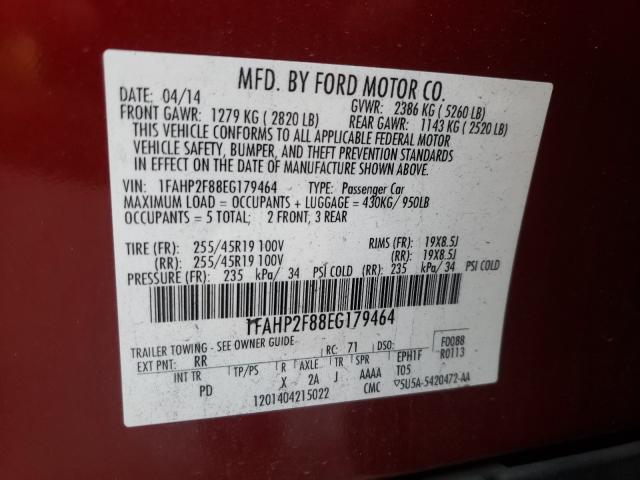 MFD. BY FORD MOTOR CO.
DATE: 04/14 GVWR: 2386 KG ( 5260 LB)
FRONT GAWR: 1279 KG ( 2820 LB) REAR GAWR: 1143 KG ( 2520 LB)
THIS VEHICLE CONFORMS TO ALL APPLICABLE FEDERAL MOTOR
VEHICLE SAFETY, BUMPER, AND THEFT PREVENTION STANDARDS
IN EFFECT ON THE DATE OF MANUFACTURE SHOWN ABOVE.
VIN: 1FAHP2F88EG179464 TYPE: Passenger Car
MAXIMUM LOAD = OCCUPANTS + LUGGAGE = 430KG/ 950LB
OCCUPANTS = 5 TOTAL; 2 FRONT; 3 REAR
TIRE (FR): 255/45R19 100V RIMS (FR): 19X8.5J
(RR): 255/45R19 100V (RR): 19X8.5J
PRESSURE (FR): 235 kPa/ 34 PSI COLD (RR): 235 kPa/ 34 PSI COLD
1FAHP2F88EG179464
TRAILER TOWING - SEE OWNER GUIDE
RC: 71 DSO: F0088
EXT PNT: RR R0113
INT TR TP/PS R AXLE TR SPR EPH1F
PD X 2A J AAAA T05
1201404215022 CMC ▽5U5A-5420472-AA